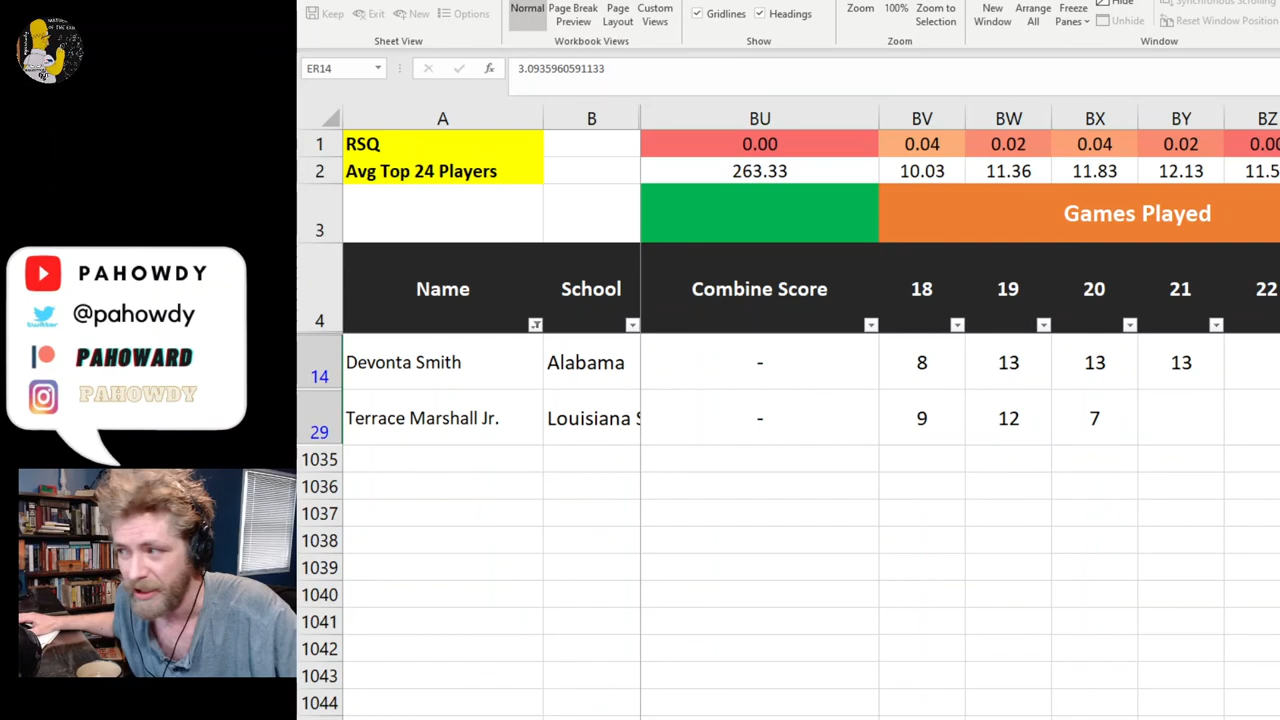 Keep Exit New Options
Normal Page Break Preview Page Layout Custom Views
Gridlines Headings
Zoom 100% Zoom to Selection
New Window Arrange All Freeze Panes Hide Unhide
Synchronous Scrolling
Reset Window Position
Sheet View Workbook Views Show Zoom Window
ER14 fx 3.0935960591133
A B BU BV BW BX BY BZ
1 RSQ 0.00 0.04 0.02 0.04 0.02 0.00
2 Avg Top 24 Players 263.33 10.03 11.36 11.83 12.13 11.5
3 Games Played
4 Name School Combine Score 18 19 20 21 22
14 Devonta Smith Alabama - 8 13 13 13
29 Terrace Marshall Jr. Louisiana S - 9 12 7
1035
1036
1037
1038
1039
1040
1041
1042
1043
1044
PAHOWDY
@pahowdy
PAHOWARD
PAHOWDY